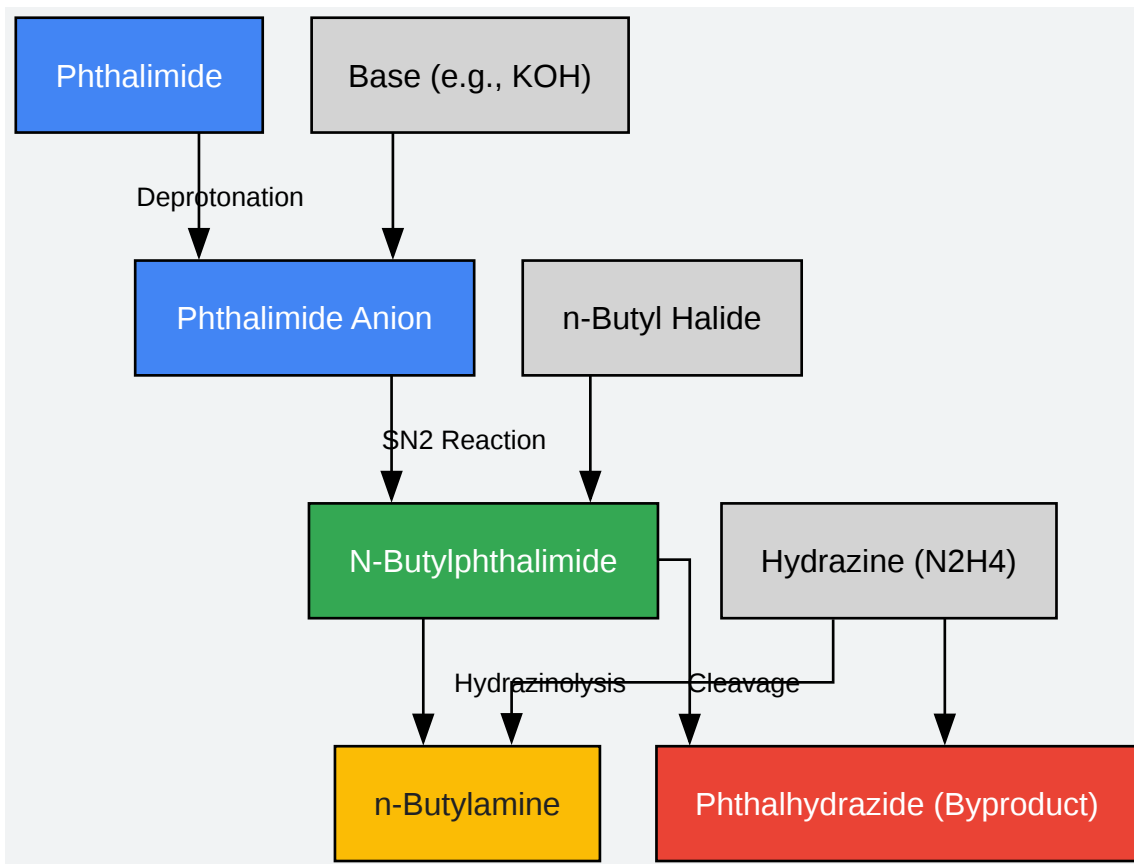 Phthalimide
Base (e.g., KOH)
Deprotonation
Phthalimide Anion
n-Butyl Halide
SN2 Reaction
N-Butylphthalimide
Hydrazine (N2H4)
Hydrazinolysis
Cleavage
n-Butylamine
Phthalhydrazide (Byproduct)